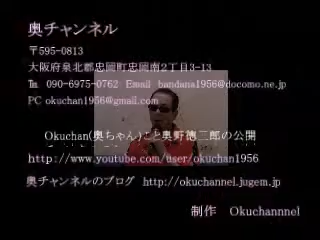 奥チャンネル
〒595-0813
大阪府泉北郡忠岡町忠岡南2丁目3-13
℡ 090-6975-0762 Email bandana1956@docomo.ne.jp
PC okuchan1956@gmail.com
Okuchan(奥ちゃん)こと奥野徳三郎の公開
http://www.youtube.com/user/okuchan1956
奥チャンネルのブログ http://okuchannnel.jugem.jp/
制作 Okuchannnel